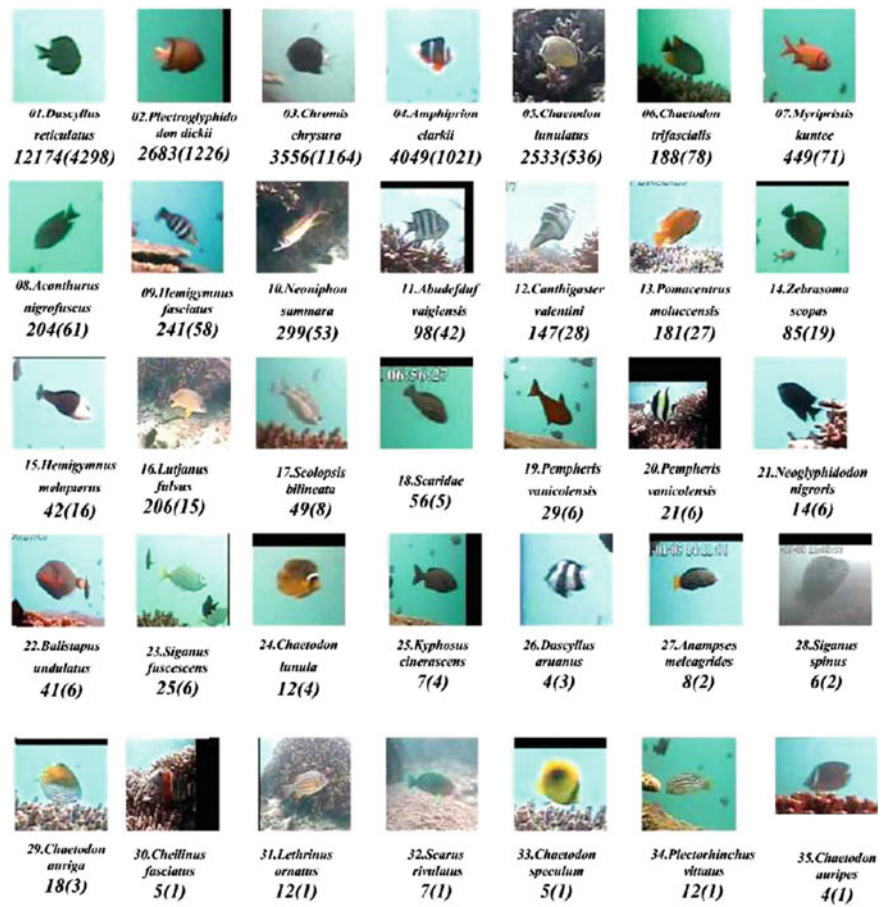 01.Dascyllus
reticulatus
12174(4298)
02.Plectroglyphido
don dickii
2683(1226)
03.Chromis
chrysura
3556(1164)
04.Amphiprion
clarkii
4049(1021)
05.Chaetodon
lunulatus
2533(536)
06.Chaetodon
trifascialis
188(78)
07.Myripristis
kuntee
449(71)
08.Acanthurus
nigrofuscus
204(61)
09.Hemigymnus
fasciatus
241(58)
10.Neoniphon
sammara
299(53)
11.Abudefduf
vaigiensis
98(42)
12.Canthigaster
valentini
147(28)
13.Pomacentrus
moluccensis
181(27)
14.Zebrasoma
scopas
85(19)
06:56:27
15.Hemigymnus
melapterus
42(16)
16.Lutjanus
fulvus
206(15)
17.Scolopsis
bilineata
49(8)
18.Scaridae
56(5)
19.Pempheris
vanicolensis
29(6)
20.Pempheris
vanicolensis
21(6)
21.Neoglyphidodon
nigroris
14(6)
22.Balistapus
undulatus
41(6)
23.Siganus
fuscescens
25(6)
24.Chaetodon
lunula
12(4)
25.Kyphosus
cinerascens
7(4)
26.Dascyllus
aruanus
4(3)
27.Anampses
meleagrides
8(2)
28.Siganus
spinus
6(2)
29.Chaetodon
auriga
18(3)
30.Cheilinus
fasciatus
5(1)
31.Lethrinus
ornatus
12(1)
32.Scarus
rivulatus
7(1)
33.Chaetodon
speculum
5(1)
34.Plectorhinchus
vittatus
12(1)
35.Chaetodon
auripes
4(1)